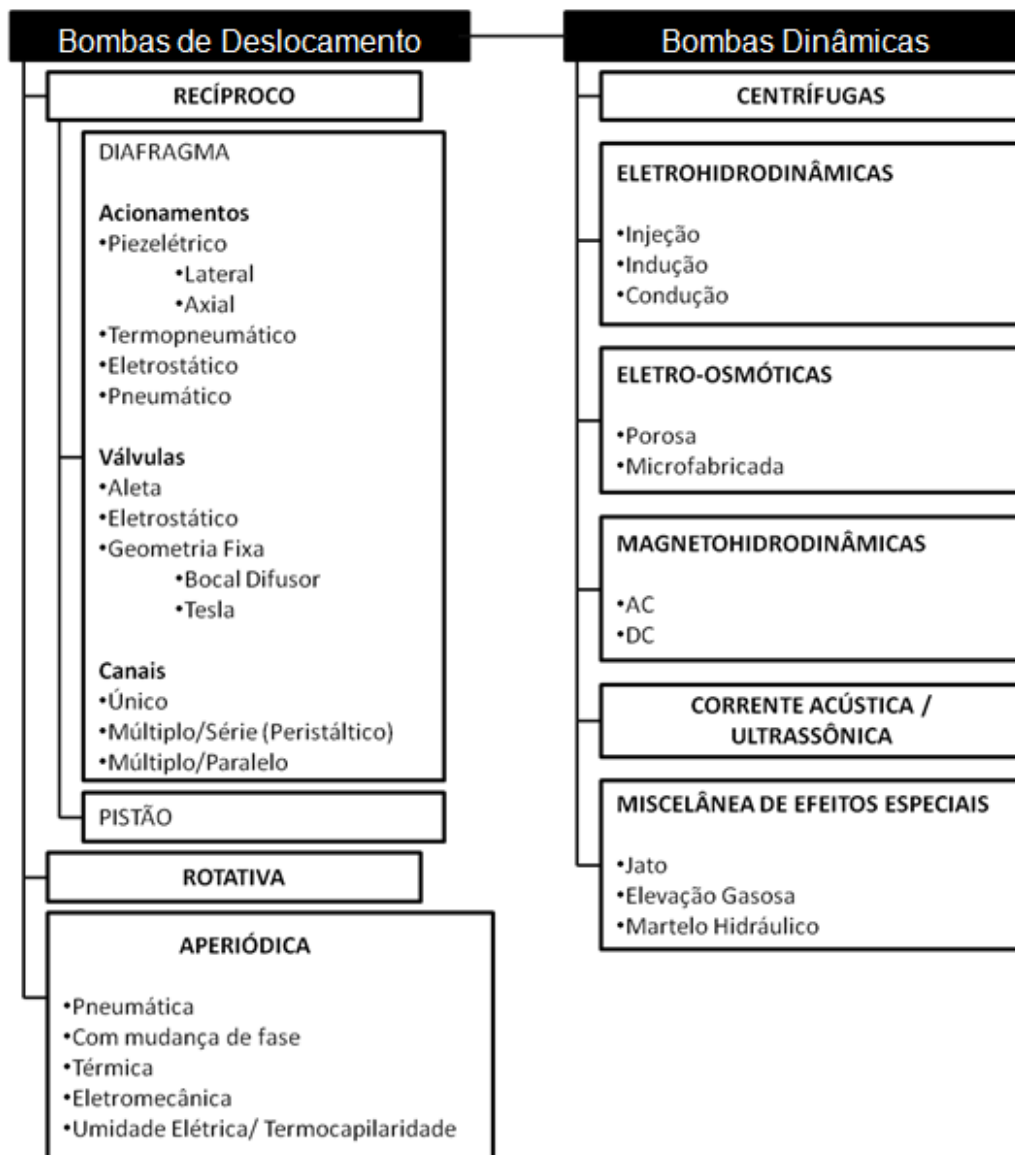 Bombas de Deslocamento
RECÍPROCO
DIAFRAGMA
Acionamentos
•Piezelétrico
•Lateral
•Axial
•Termopneumático
•Eletrostático
•Pneumático
Válvulas
•Aleta
•Eletrostático
•Geometria Fixa
•Bocal Difusor
•Tesla
Canais
•Único
•Múltiplo/Série (Peristáltico)
•Múltiplo/Paralelo
PISTÃO
ROTATIVA
APERIÓDICA
•Pneumática
•Com mudança de fase
•Térmica
•Eletromecânica
•Umidade Elétrica/ Termocapilaridade
Bombas Dinâmicas
CENTRÍFUGAS
ELETROHIDRODINÂMICAS
•Injeção
•Indução
•Condução
ELETRO-OSMÓTICAS
•Porosa
•Microfabricada
MAGNETOHIDRODINÂMICAS
•AC
•DC
CORRENTE ACÚSTICA /
ULTRASSÔNICA
MISCELÂNEA DE EFEITOS ESPECIAIS
•Jato
•Elevação Gasosa
•Martelo Hidráulico